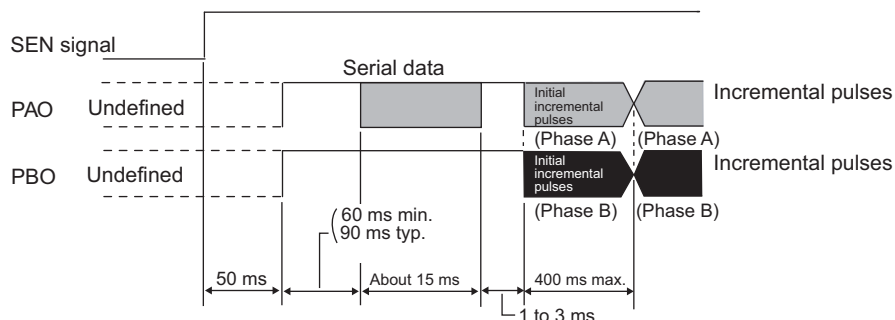 SEN signal
Serial data
PAO Undefined Initial incremental pulses (Phase A) (Phase A) Incremental pulses
PBO Undefined Initial incremental pulses (Phase B) (Phase B) Incremental pulses
60 ms min.
90 ms typ.
50 ms About 15 ms 400 ms max.
1 to 3 ms